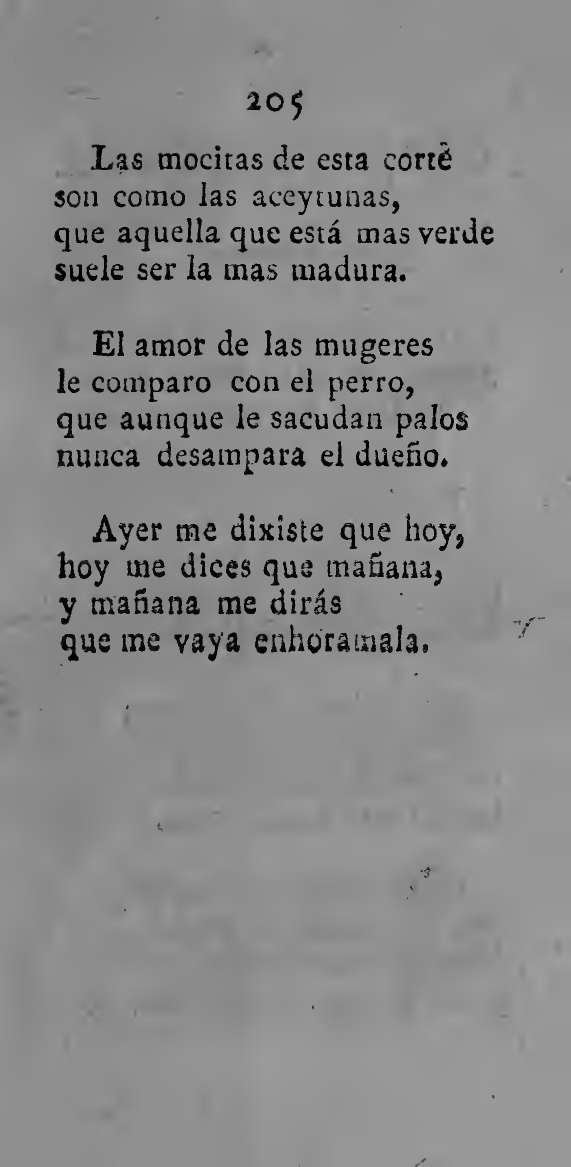 205
Las mocitas de esta corte
son como las aceytunas,
que aquella que está mas verde
suele ser la mas madura.
El amor de las mugeres
le comparo con el perro,
que aunque le sacudan palos
nunca desampara el dueño.
Ayer me dixiste que hoy,
hoy me dices que mañana,
y mañana me dirás
que me vaya enhoramala.